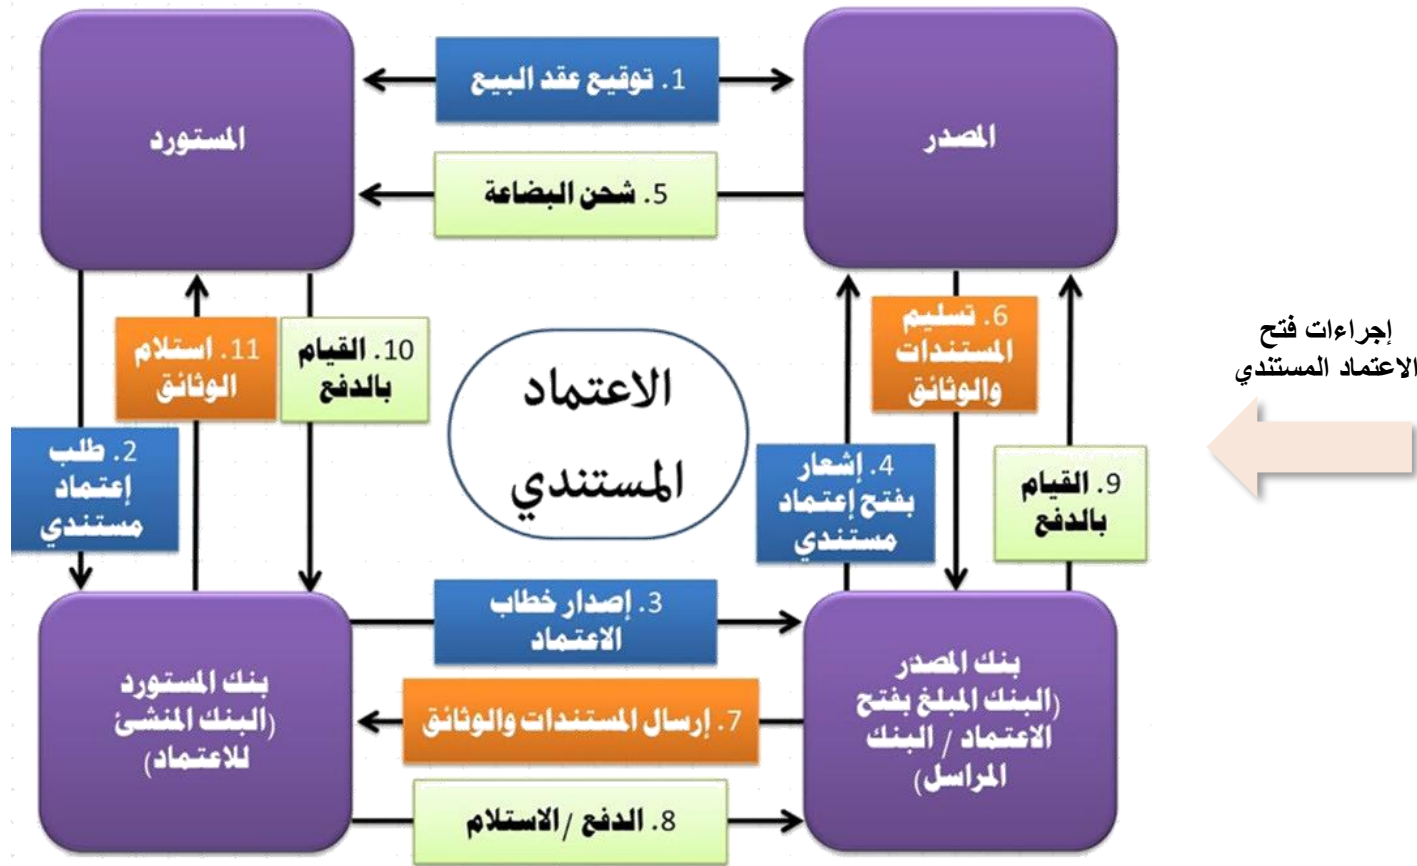 المصدر
1. توقيع عقد البيع
المستورد
5. شحن البضاعة
إجراءات فتح
الاعتماد المستندي
9. القيام
بالدفع
6. تسليم
المستندات
والوثائق
4. إشعار
بفتح إعتماد
مستندي
الاعتماد
المستندي
10. القيام
بالدفع
11. استلام
الوثائق
2. طلب
إعتماد
مستندي
بنك المصدر
(البنك المبلغ بفتح
الاعتماد / البنك
المراسل)
3. إصدار خطاب
الاعتماد
7. إرسال المستندات والوثائق
8. الدفع / الاستلام
بنك المستورد
(البنك المنشئ
للاعتماد)